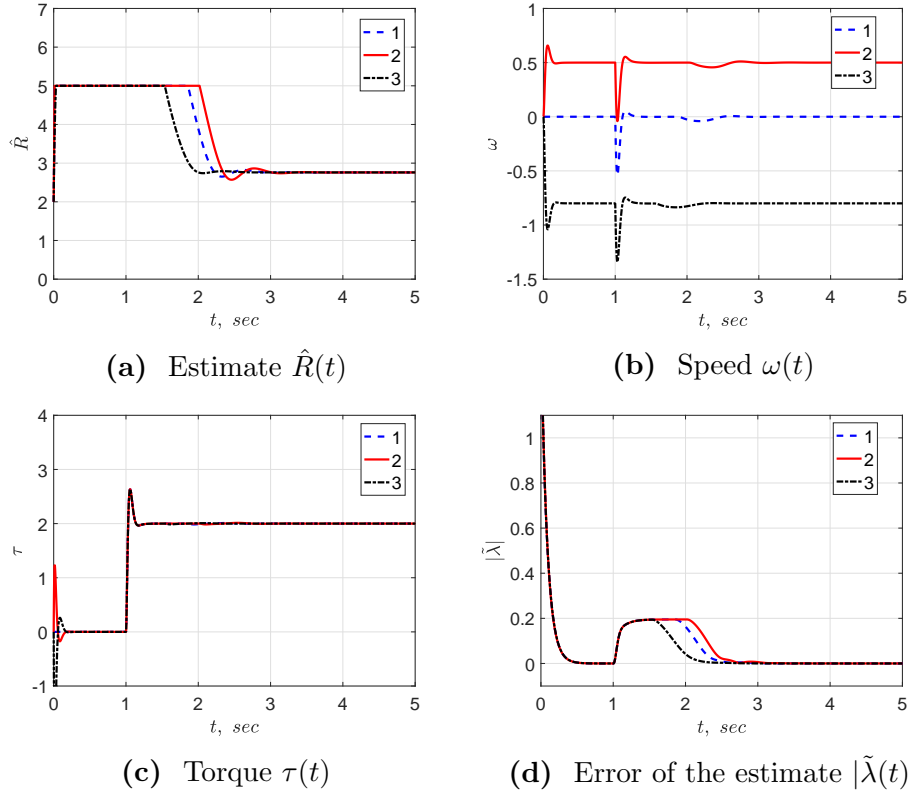 7
6
5
4
3
2
1
0
R̂
1
2
3
0 1 2 3 4 5
t, sec
(a) Estimate R̂(t)
1
0.5
0
-0.5
-1
-1.5
ω
1
2
3
0 1 2 3 4 5
t, sec
(b) Speed ω(t)
4
3
2
1
0
-1
τ
1
2
3
0 1 2 3 4 5
t, sec
(c) Torque τ(t)
1
0.8
0.6
0.4
0.2
0
|λ̃|
1
2
3
0 1 2 3 4 5
t, sec
(d) Error of the estimate |λ̃(t)